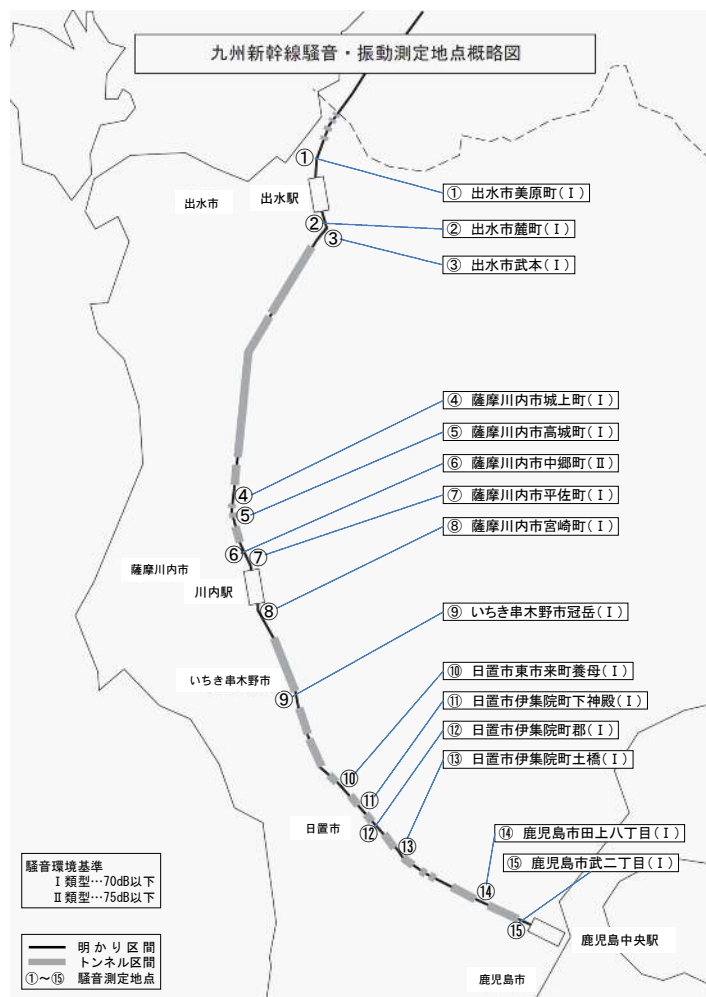 九州新幹線騒音・振動測定地点概略図
①
① 出水市美原町(Ⅰ)
出水市
出水駅
②
② 出水市麓町(Ⅰ)
③
③ 出水市武本(Ⅰ)
④ 薩摩川内市城上町(Ⅰ)
⑤ 薩摩川内市高城町(Ⅰ)
⑥ 薩摩川内市中郷町(Ⅱ)
④
⑦ 薩摩川内市平佐町(Ⅰ)
⑤
⑧ 薩摩川内市宮崎町(Ⅰ)
⑥
⑦
薩摩川内市
川内駅
⑧
⑨ いちき串木野市冠岳(Ⅰ)
いちき串木野市
⑨
⑩ 日置市東市来町養母(Ⅰ)
⑪ 日置市伊集院町下神殿(Ⅰ)
⑫ 日置市伊集院町郡(Ⅰ)
⑬ 日置市伊集院町土橋(Ⅰ)
⑩
⑪
日置市
⑫
⑬
⑭ 鹿児島市田上八丁目(Ⅰ)
⑮ 鹿児島市武二丁目(Ⅰ)
⑭
⑮
鹿児島中央駅
鹿児島市
騒音環境基準
Ⅰ類型…70dB以下
Ⅱ類型…75dB以下
明かり区間
トンネル区間
①～⑮ 騒音測定地点